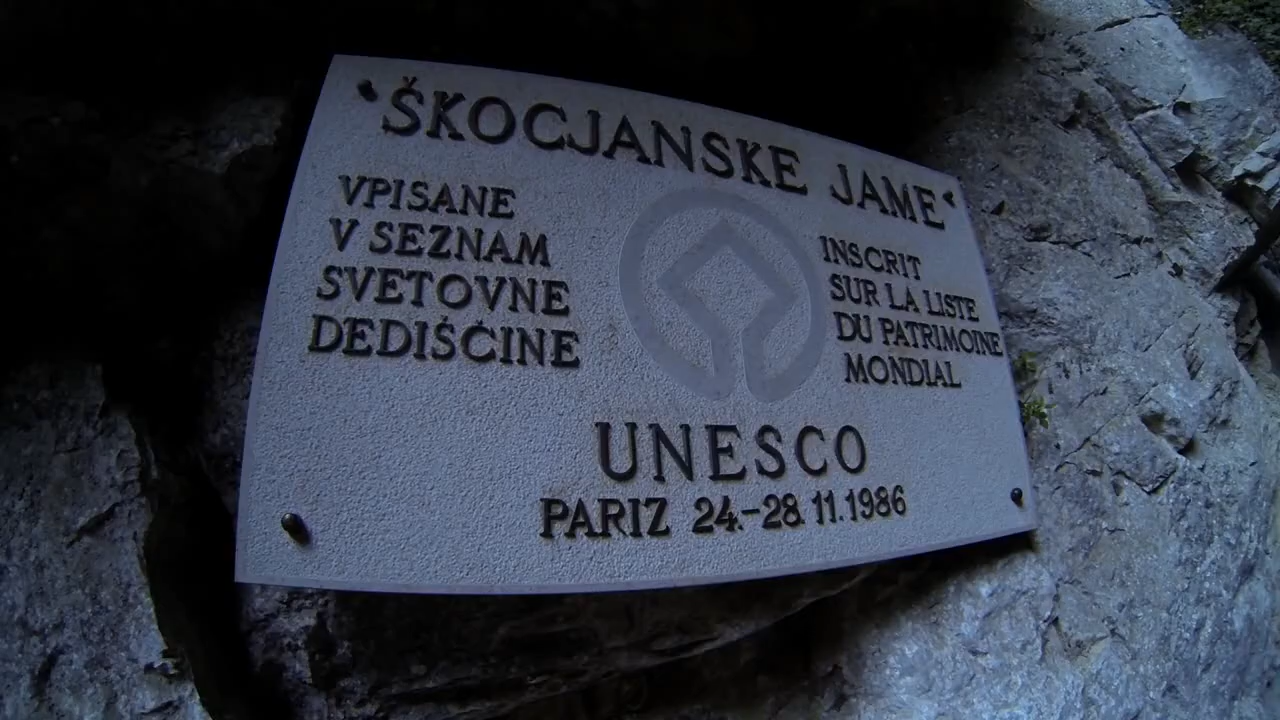 ŠKOCJANSKE JAME
VPISANE
V SEZNAM
SVETOVNE
DEDIŠČINE
INSCRIT
SUR LA LISTE
DU PATRIMOINE
MONDIAL
UNESCO
PARIZ 24.-28.11.1986